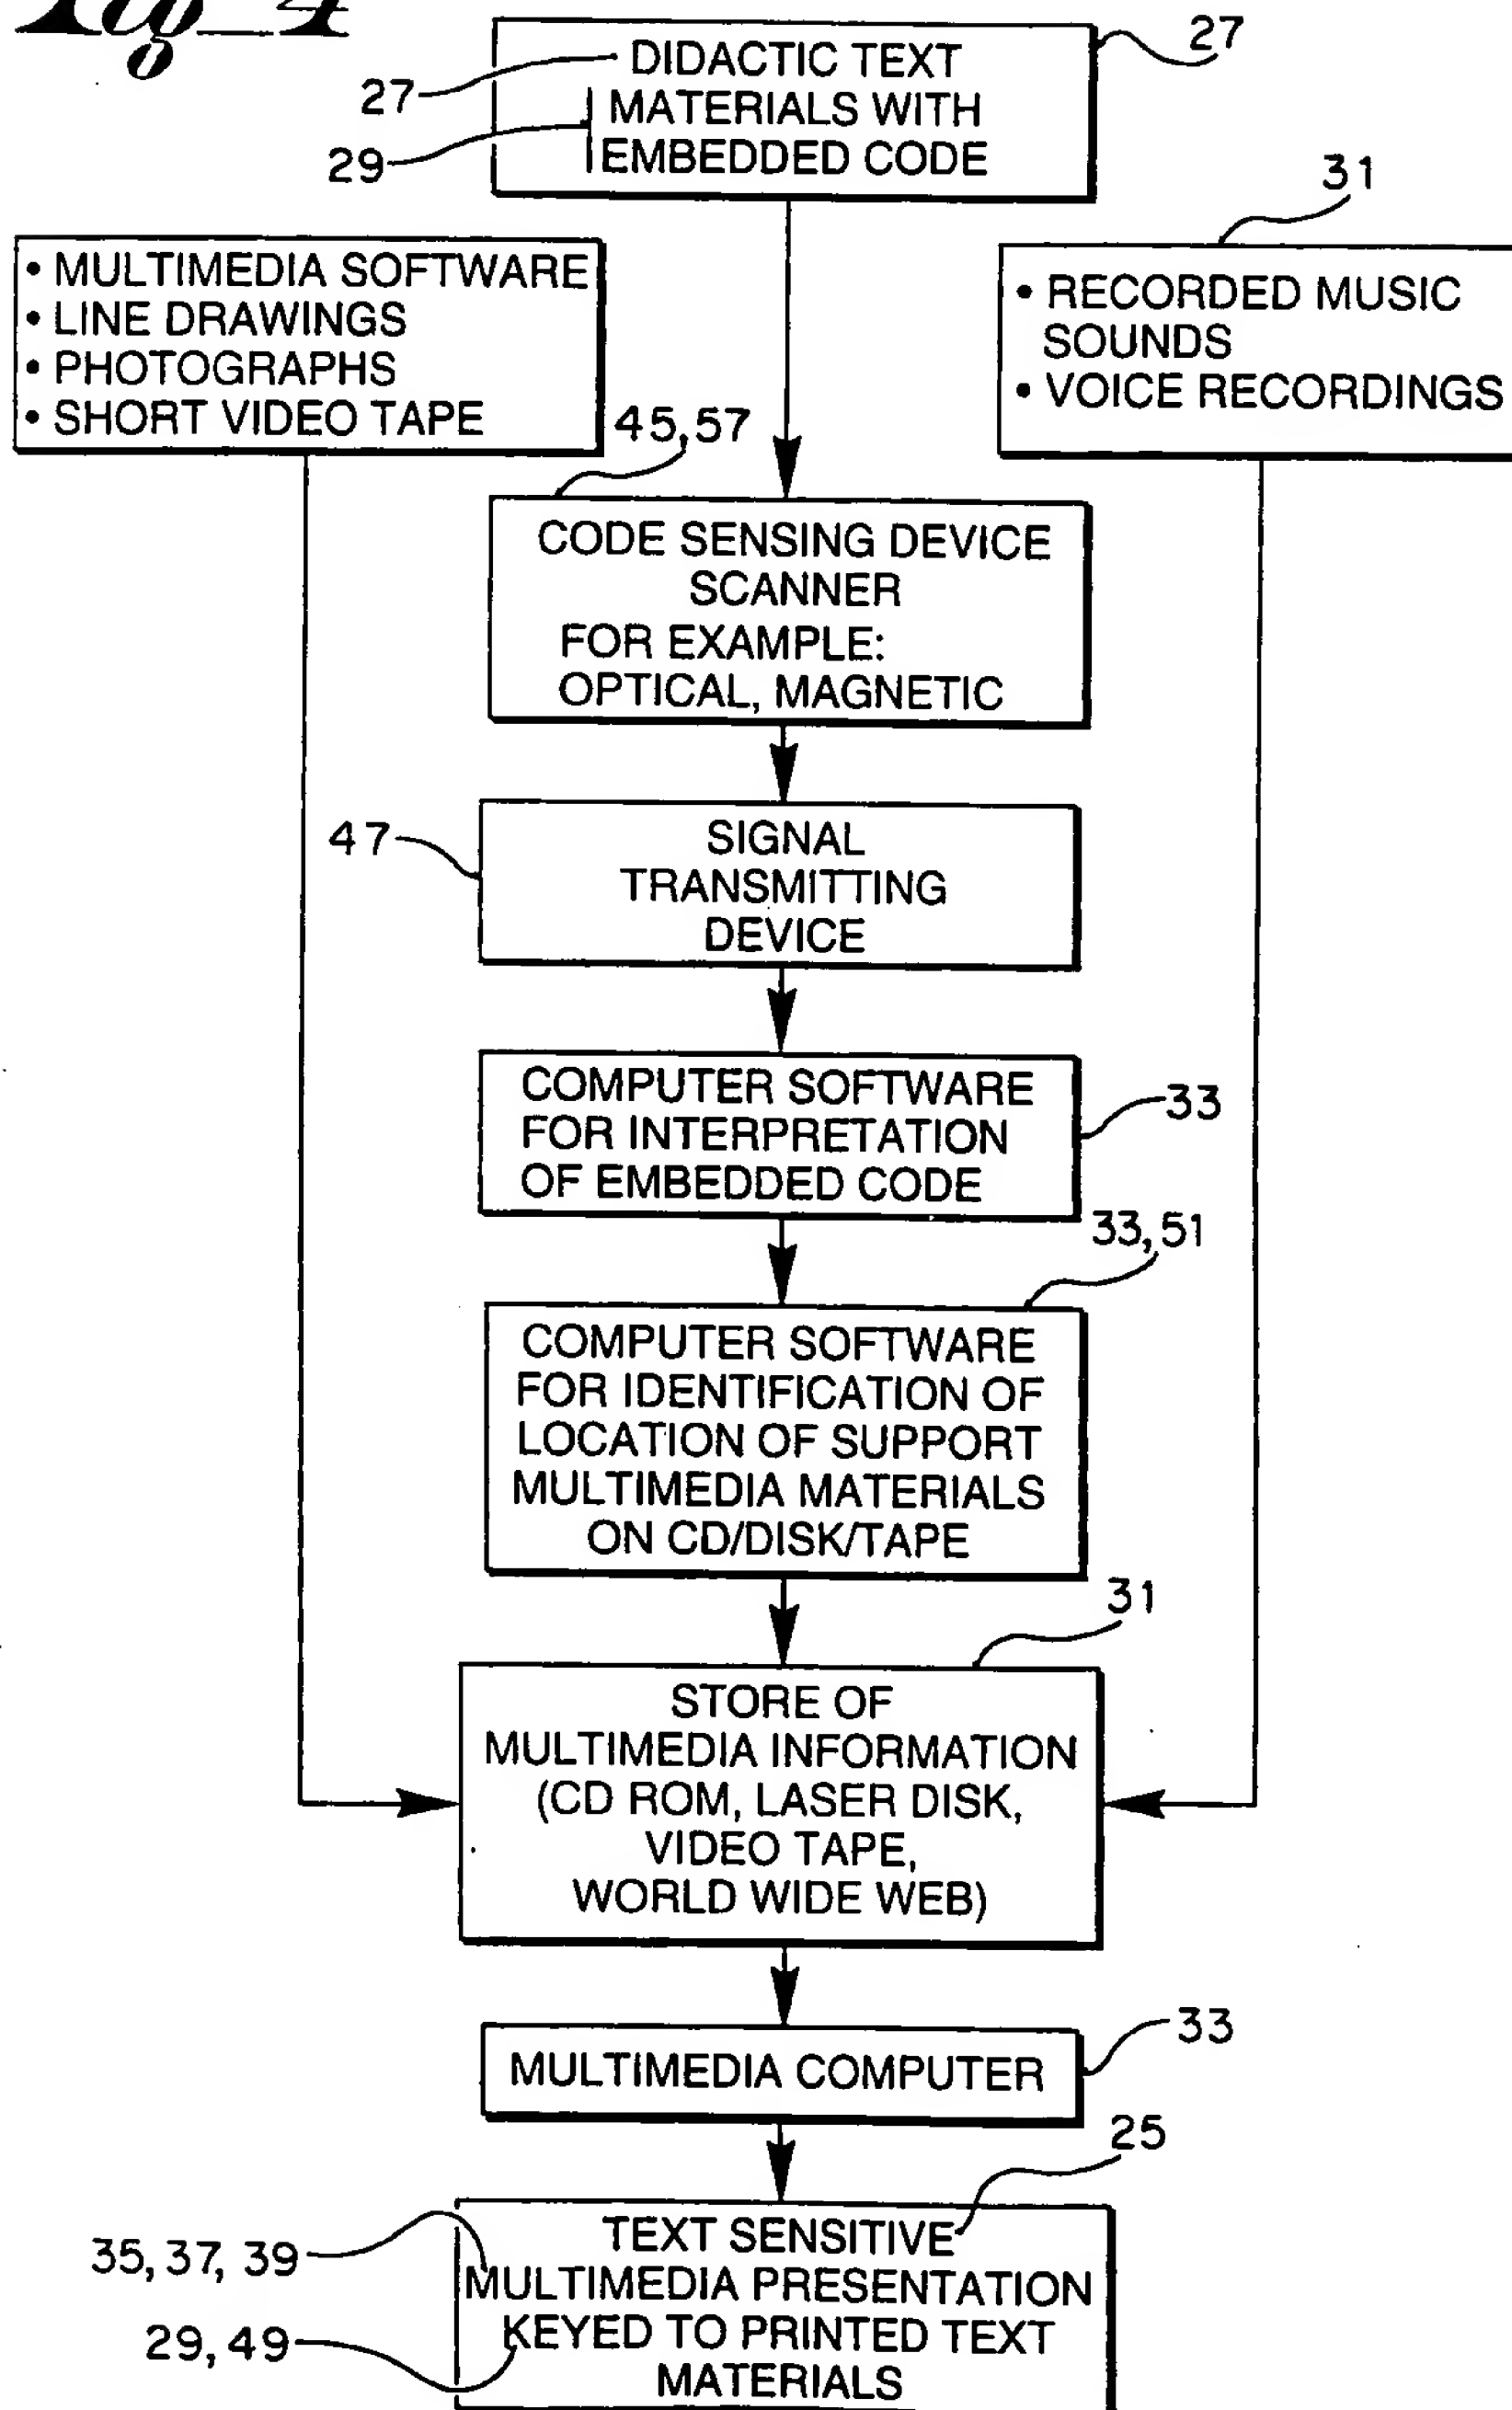 Fig_4
27
DIDACTIC TEXT
27
MATERIALS WITH
29
EMBEDDED CODE
31
• MULTIMEDIA SOFTWARE
• LINE DRAWINGS
• PHOTOGRAPHS
• SHORT VIDEO TAPE
• RECORDED MUSIC
SOUNDS
• VOICE RECORDINGS
45, 57
CODE SENSING DEVICE
SCANNER
FOR EXAMPLE:
OPTICAL, MAGNETIC
47
SIGNAL
TRANSMITTING
DEVICE
COMPUTER SOFTWARE
FOR INTERPRETATION
OF EMBEDDED CODE
33
33, 51
COMPUTER SOFTWARE
FOR IDENTIFICATION OF
LOCATION OF SUPPORT
MULTIMEDIA MATERIALS
ON CD/DISK/TAPE
31
STORE OF
MULTIMEDIA INFORMATION
(CD ROM, LASER DISK,
VIDEO TAPE,
WORLD WIDE WEB)
33
MULTIMEDIA COMPUTER
25
TEXT SENSITIVE
35, 37, 39
MULTIMEDIA PRESENTATION
29, 49
KEYED TO PRINTED TEXT
MATERIALS